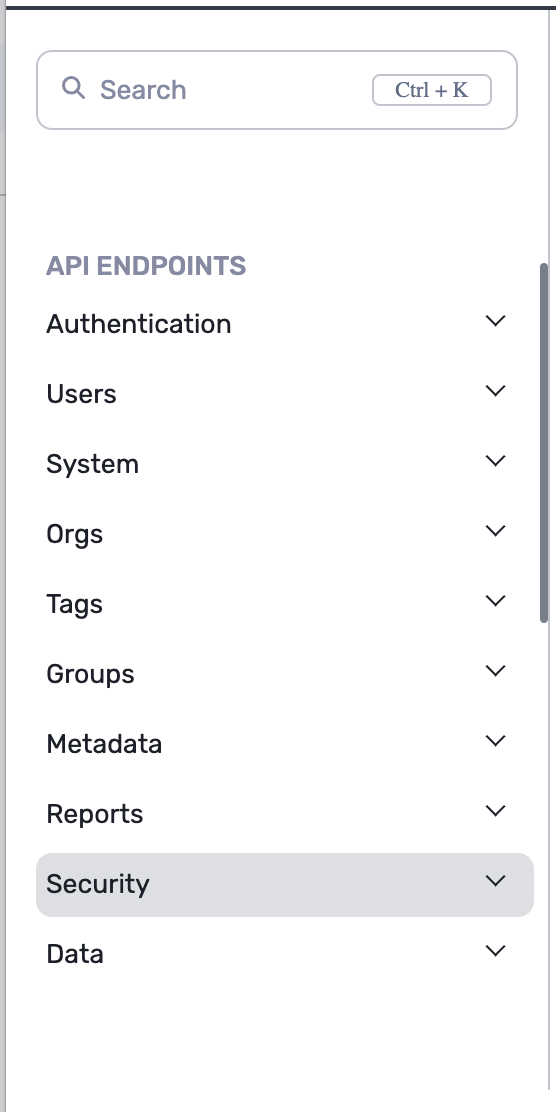 Search
Ctrl + K
API ENDPOINTS
Authentication
Users
System
Orgs
Tags
Groups
Metadata
Reports
Security
Data